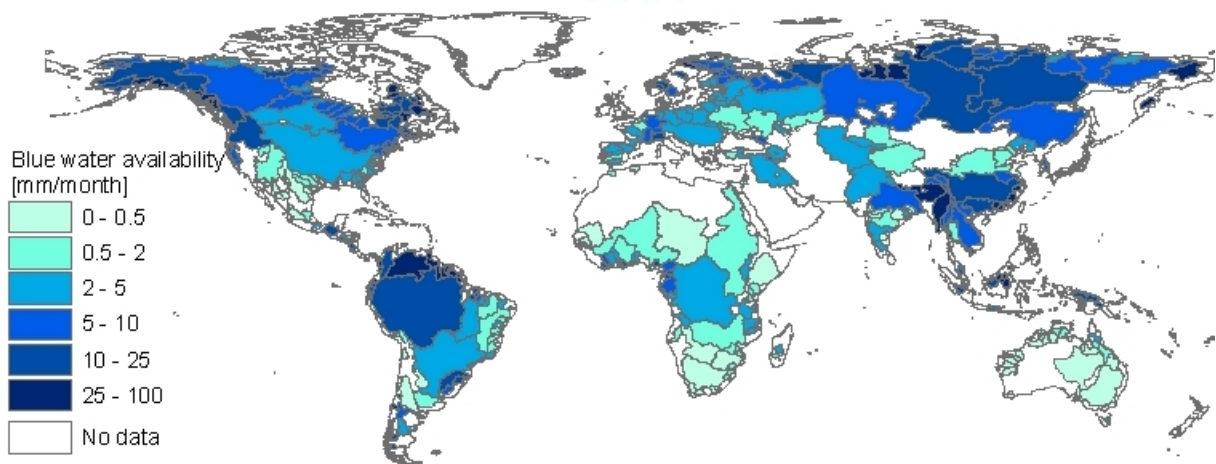 Blue water availability
[mm/month]
0 - 0.5
0.5 - 2
2 - 5
5 - 10
10 - 25
25 - 100
No data